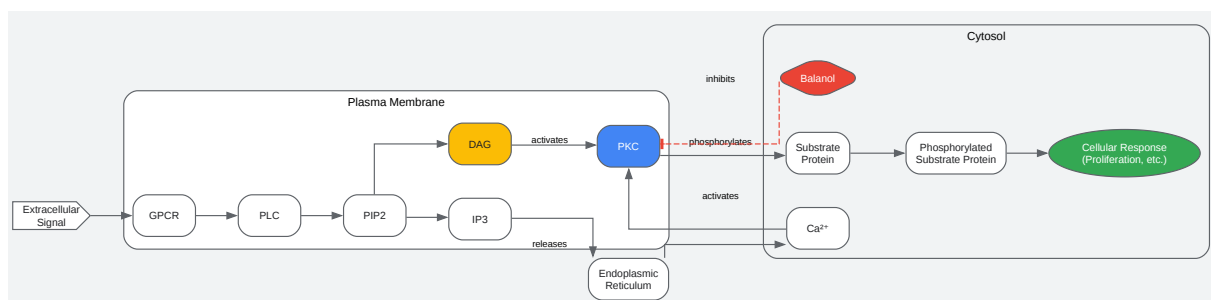 Cytosol
inhibits
Balanol
Plasma Membrane
DAG
activates
PKC
phosphorylates
Substrate
Protein
Phosphorylated
Substrate Protein
Cellular Response
(Proliferation, etc.)
Extracellular
Signal
GPCR
PLC
PIP2
IP3
activates
Ca²⁺
releases
Endoplasmic
Reticulum